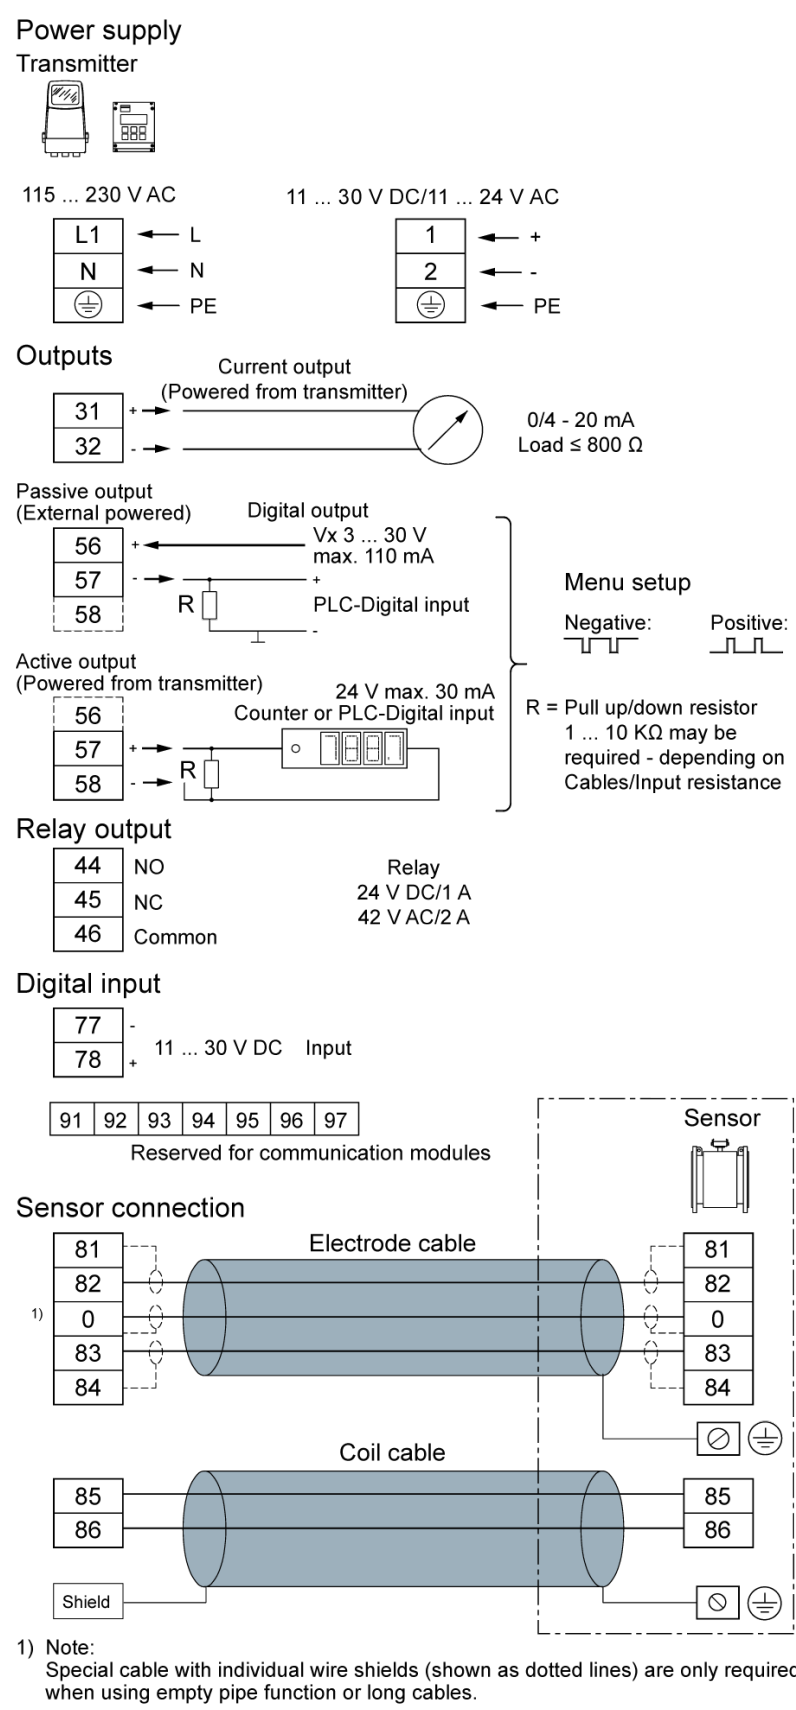 Power supply
Transmitter
115 ... 230 V AC
L1 L
N N
PE
11 ... 30 V DC/11 ... 24 V AC
1 +
2 -
PE
Outputs
Current output
(Powered from transmitter)
31 +
32 -
0/4 - 20 mA
Load ≤ 800 Ω
Passive output
(External powered)
Digital output
56 +
57 -
58
Vx 3 ... 30 V
max. 110 mA
+
R
PLC-Digital input
-
Active output
(Powered from transmitter)
24 V max. 30 mA
Counter or PLC-Digital input
56
57 +
58 -
R
Menu setup
Negative: Positive:
R = Pull up/down resistor
1 ... 10 KΩ may be
required - depending on
Cables/Input resistance
Relay output
44 NO
45 NC
46 Common
Relay
24 V DC/1 A
42 V AC/2 A
Digital input
77 -
78 +
11 ... 30 V DC Input
91 92 93 94 95 96 97
Reserved for communication modules
Sensor
Sensor connection
Electrode cable
81 81
82 82
1) 0 0
83 83
84 84
Coil cable
85 85
86 86
Shield
1) Note:
Special cable with individual wire shields (shown as dotted lines) are only required
when using empty pipe function or long cables.